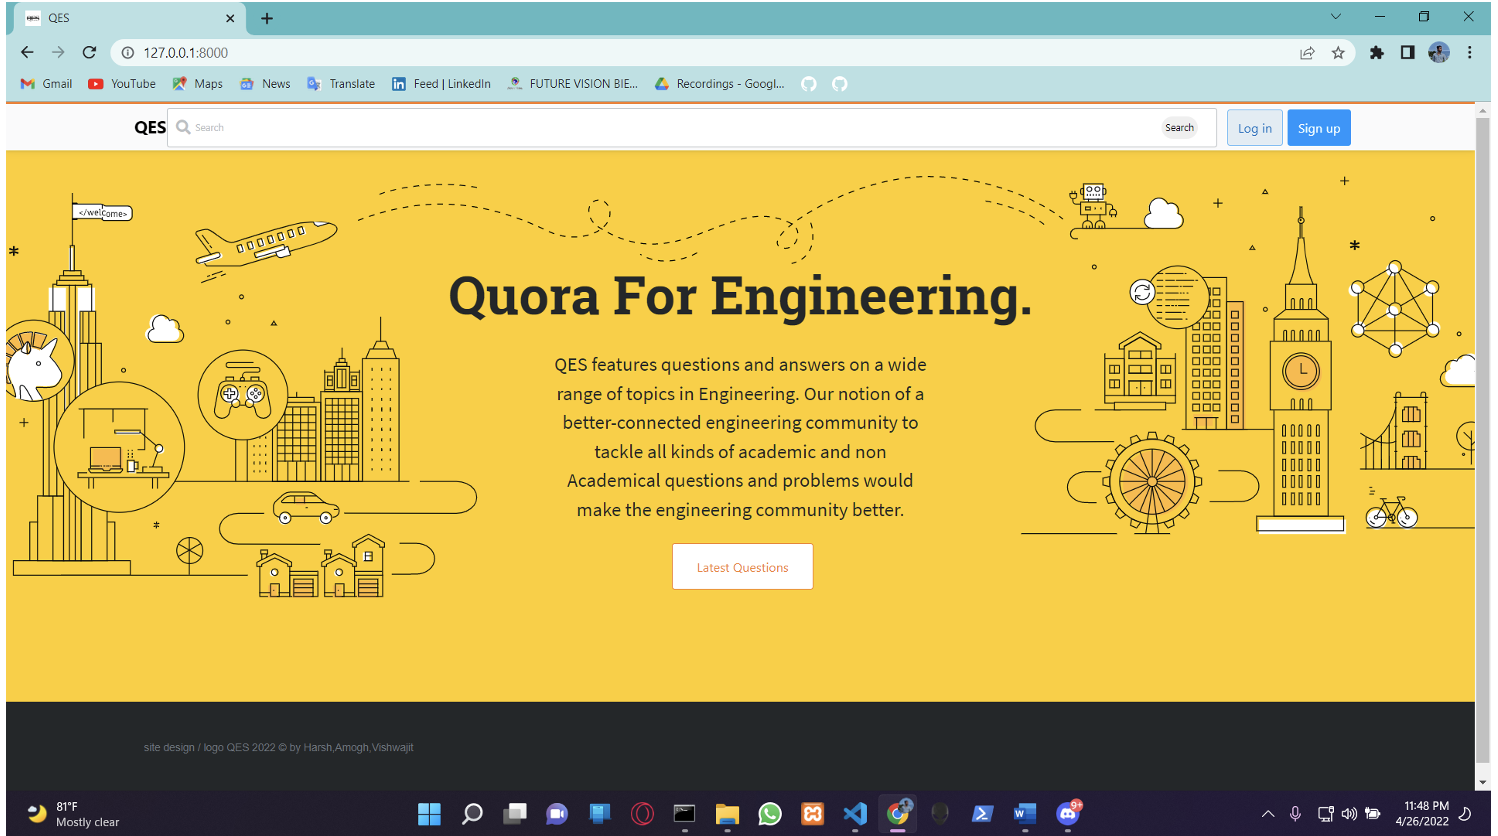 QES
127.0.0.1:8000
Gmail YouTube Maps News Translate Feed | LinkedIn FUTURE VISION BIE... Recordings - Googl...
QES Search Search Log in Sign up
</welcome>
Quora For Engineering.
QES features questions and answers on a wide
range of topics in Engineering. Our notion of a
better-connected engineering community to
tackle all kinds of academic and non
Academical questions and problems would
make the engineering community better.
Latest Questions
site design / logo QES 2022 © by Harsh,Amogh,Vishwajit
81°F
Mostly clear
9+
11:48 PM
4/26/2022